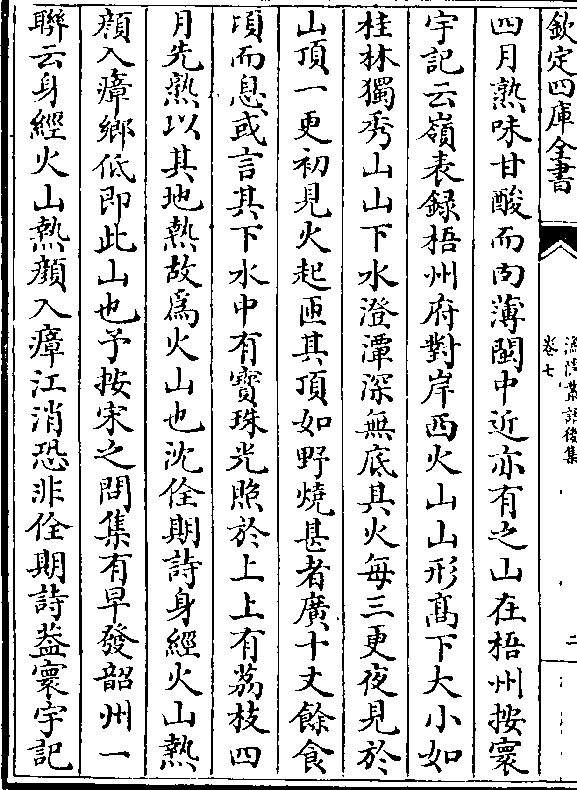 欽定四庫全書
卷七
四月熟味甘酸而肉薄閩中近亦有之山在梧州按寰
宇記云嶺表録梧州府對岸西火山山形髙下大小如
桂林獨秀山山下水澄潭深無底其火每三更夜見於
山頂一更初見火起匝其頂如野燒甚者廣十丈餘食
頃而息或言其下水中有寶珠光照於上上有荔枝四
月先熟以其地熱故爲火山也沈佺期詩身經火山熱
顔入瘴鄉低即此山也予按宋之問集有早發韶州一
聯云身經火山熱顔入瘴江消恐非佺期詩葢寰宇記